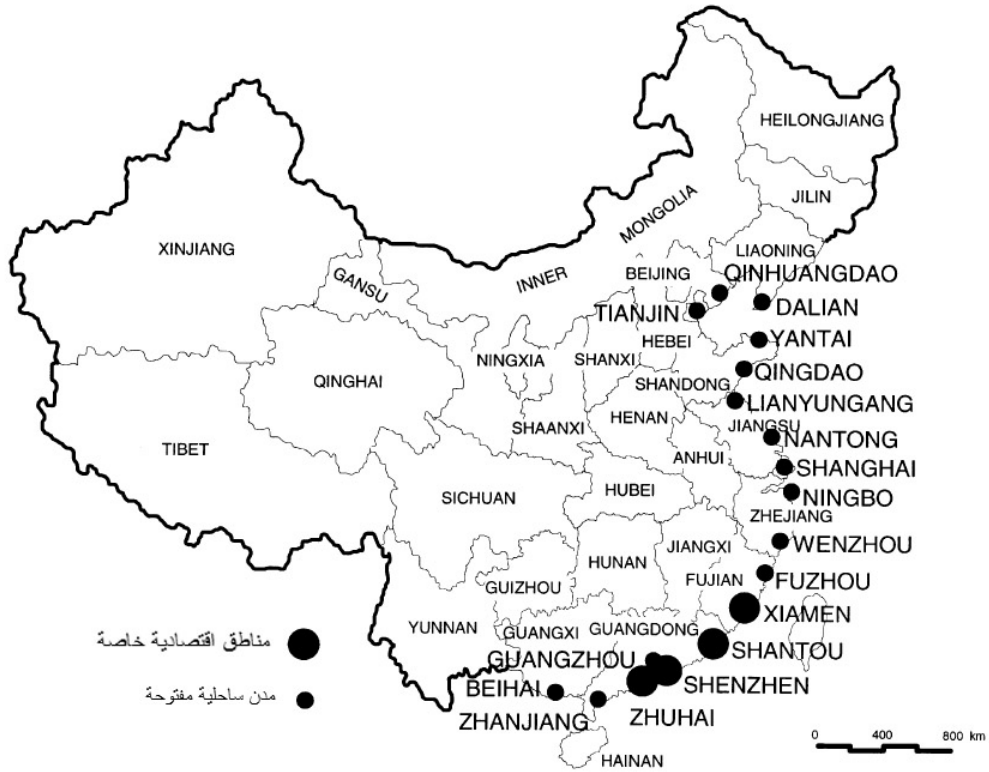 HEILONGJIANG
JILIN
MONGOLIA
LIAONING
XINJIANG
BEIJING
QINHUANGDAO
INNER
GANSU
DALIAN
TIANJIN
YANTAI
HEBEI
NINGXIA
SHANXI
QINGDAO
QINGHAI
SHANDONG
LIANYUNGANG
HENAN
JIANGSU
SHAANXI
NANTONG
TIBET
ANHUI
SHANGHAI
SICHUAN
HUBEI
NINGBO
ZHEJIANG
WENZHOU
JIANGXI
HUNAN
FUJIAN
FUZHOU
GUIZHOU
XIAMEN
YUNNAN
GUANGXI
GUANGDONG
مناطق اقتصادية خاصة
SHANTOU
GUANGZHOU
SHENZHEN
BEIHAI
مدن ساحلية مفتوحة
ZHANJIANG
ZHUHAI
0 400 800 km
HAINAN